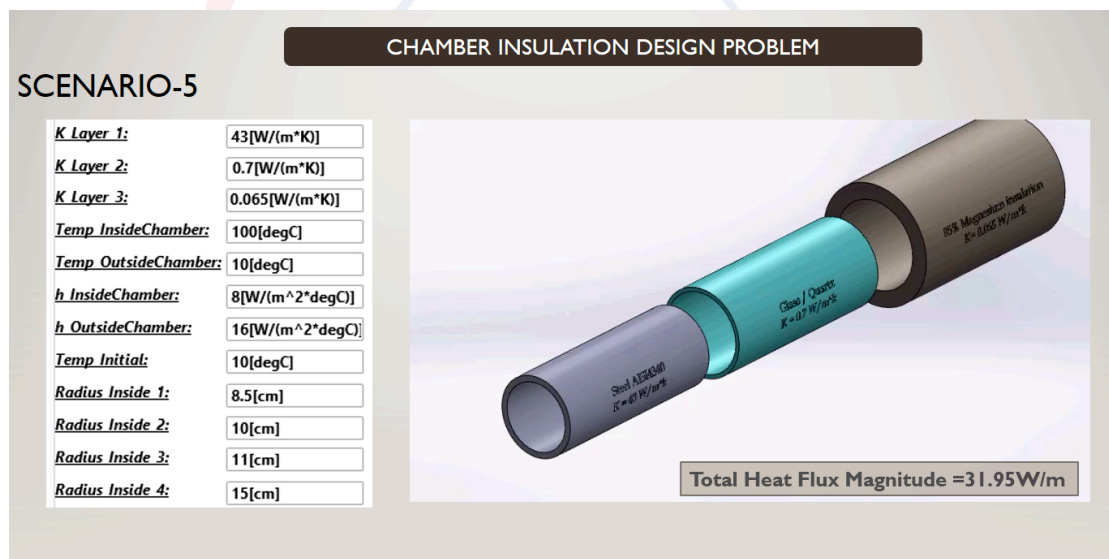 CHAMBER INSULATION DESIGN PROBLEM
SCENARIO-5
K Layer 1: 43[W/(m*K)]
K Layer 2: 0.7[W/(m*K)]
K Layer 3: 0.065[W/(m*K)]
Temp InsideChamber: 100[degC]
Temp OutsideChamber: 10[degC]
h InsideChamber: 8[W/(m^2*degC)]
h OutsideChamber: 16[W/(m^2*degC)]
Temp Initial: 10[degC]
Radius Inside 1: 8.5[cm]
Radius Inside 2: 10[cm]
Radius Inside 3: 11[cm]
Radius Inside 4: 15[cm]
85% Magnesium insulation
K= 0.065 W/m*k
Glass / Quartz
K = 0.7 W/m*k
Steel AISI4340
K = 43 W/m*k
Total Heat Flux Magnitude =31.95W/m